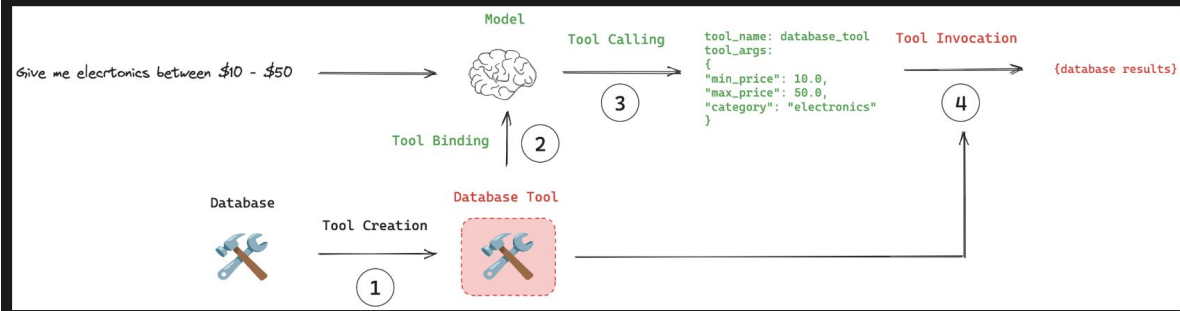 Model
Tool Calling
tool_name: database_tool
Tool Invocation
tool_args:
{
Give me elecrtonics between $10 - $50
"min_price": 10.0,
{database results}
"max_price": 50.0,
3
"category": "electronics"
4
}
Tool Binding
2
Database
Database Tool
Tool Creation
1